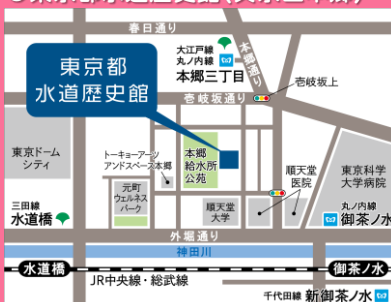 春日通り
大江戸線
丸ノ内線
本郷三丁目
本郷通り
東京都
水道歴史館
壱岐坂上
壱岐坂通り
東京ドーム
シティ
トーキョーアーツ
アンドスペース本郷
本郷
給水所
公苑
元町
ウェルネス
パーク
順天堂
大学
順天堂
医院
東京科学
大学病院
三田線
水道橋
丸ノ内線
御茶ノ水
外堀通り
神田川
水道橋
御茶ノ水
JR中央線・総武線
千代田線 新御茶ノ水